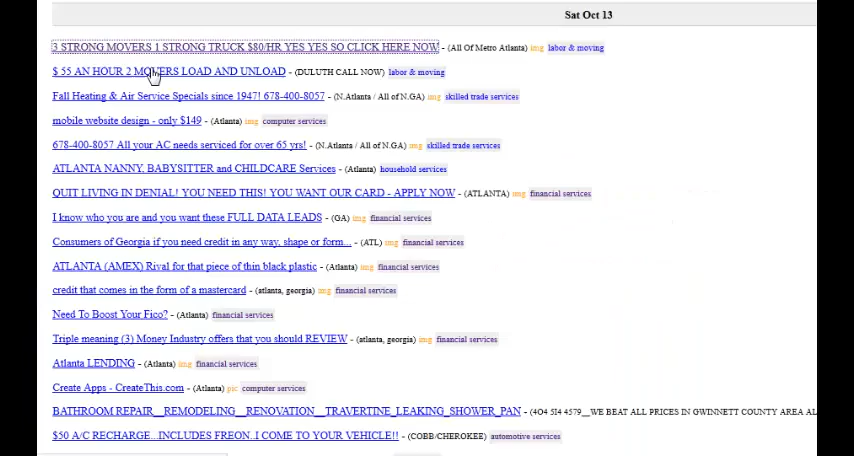 Sat Oct 13
3 STRONG MOVERS 1 STRONG TRUCK $80/HR YES YES SO CLICK HERE NOW - (All Of Metro Atlanta) img labor & moving
$ 55 AN HOUR 2 MOVERS LOAD AND UNLOAD - (DULUTH CALL NOW) labor & moving
Fall Heating & Air Service Specials since 1947! 678-400-8057 - (N.Atlanta / All of N.GA) img skilled trade services
mobile website design - only $149 - (Atlanta) img computer services
678-400-8057 All your AC needs serviced for over 65 yrs! - (N.Atlanta / All of N.GA) img skilled trade services
ATLANTA NANNY, BABYSITTER and CHILDCARE Services - (Atlanta) household services
QUIT LIVING IN DENIAL! YOU NEED THIS! YOU WANT OUR CARD - APPLY NOW - (ATLANTA) img financial services
I know who you are and you want these FULL DATA LEADS - (GA) img financial services
Consumers of Georgia if you need credit in any way, shape or form... - (ATL) img financial services
ATLANTA (AMEX) Rival for that piece of thin black plastic - (Atlanta) img financial services
credit that comes in the form of a mastercard - (atlanta, georgia) img financial services
Need To Boost Your Fico? - (Atlanta) financial services
Triple meaning (3) Money Industry offers that you should REVIEW - (atlanta, georgia) img financial services
Atlanta LENDING - (Atlanta) img financial services
Create Apps - CreateThis.com - (Atlanta) pic computer services
BATHROOM REPAIR__REMODELING__RENOVATION__TRAVERTINE_LEAKING_SHOWER_PAN - (4O4 5I4 4579__WE BEAT ALL PRICES IN GWINNETT COUNTY AREA AL
$50 A/C RECHARGE...INCLUDES FREON..I COME TO YOUR VEHICLE!! - (COBB/CHEROKEE) automotive services